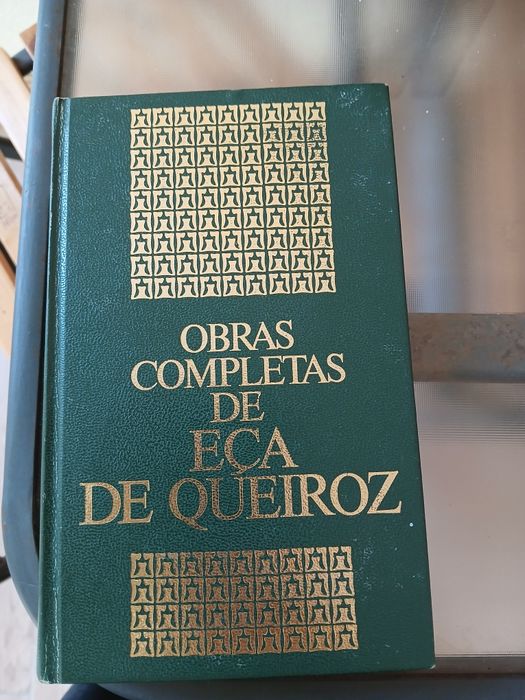 OBRAS
COMPLETAS
DE
EÇA
DE QUEIROZ